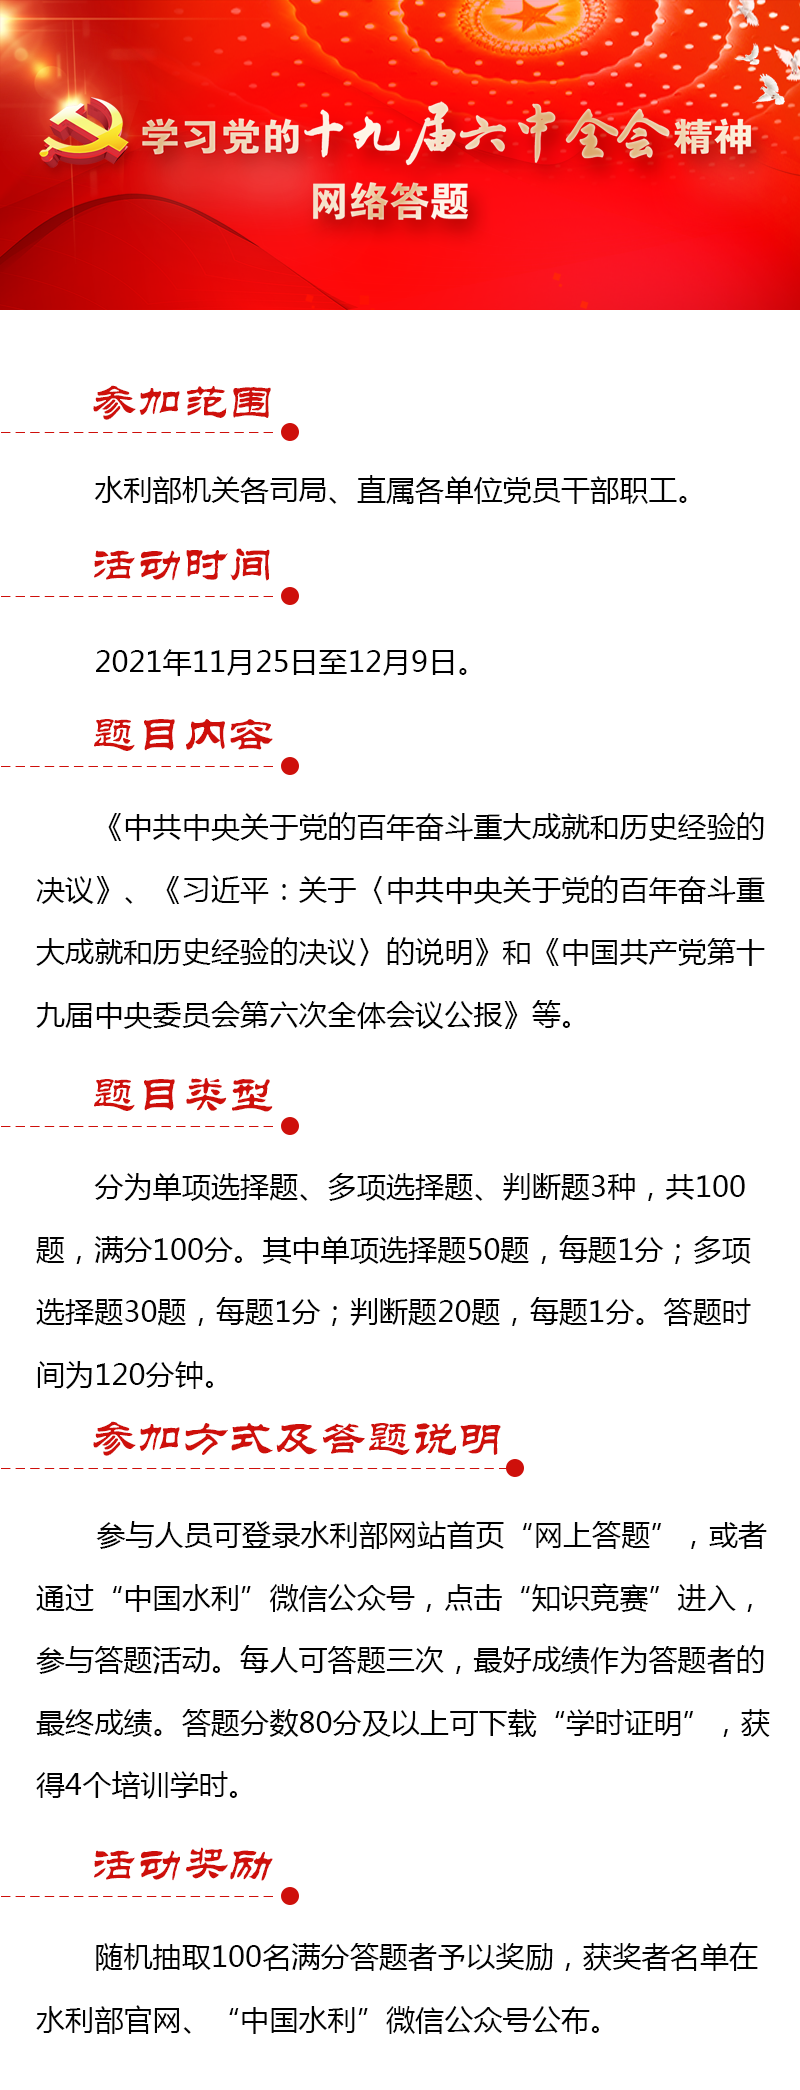 学习党的十九届六中全会精神
网络答题
参加范围
水利部机关各司局、直属各单位党员干部职工。
活动时间
2021年11月25日至12月9日。
题目内容
《中共中央关于党的百年奋斗重大成就和历史经验的
决议》、《习近平：关于〈中共中央关于党的百年奋斗重
大成就和历史经验的决议〉的说明》和《中国共产党第十
九届中央委员会第六次全体会议公报》等。
题目类型
分为单项选择题、多项选择题、判断题3种，共100
题，满分100分。其中单项选择题50题，每题1分；多项
选择题30题，每题1分；判断题20题，每题1分。答题时
间为120分钟。
参加方式及答题说明
参与人员可登录水利部网站首页“网上答题”，或者
通过“中国水利”微信公众号，点击“知识竞赛”进入，
参与答题活动。每人可答题三次，最好成绩作为答题者的
最终成绩。答题分数80分及以上可下载“学时证明”，获
得4个培训学时。
活动奖励
随机抽取100名满分答题者予以奖励，获奖者名单在
水利部官网、“中国水利”微信公众号公布。